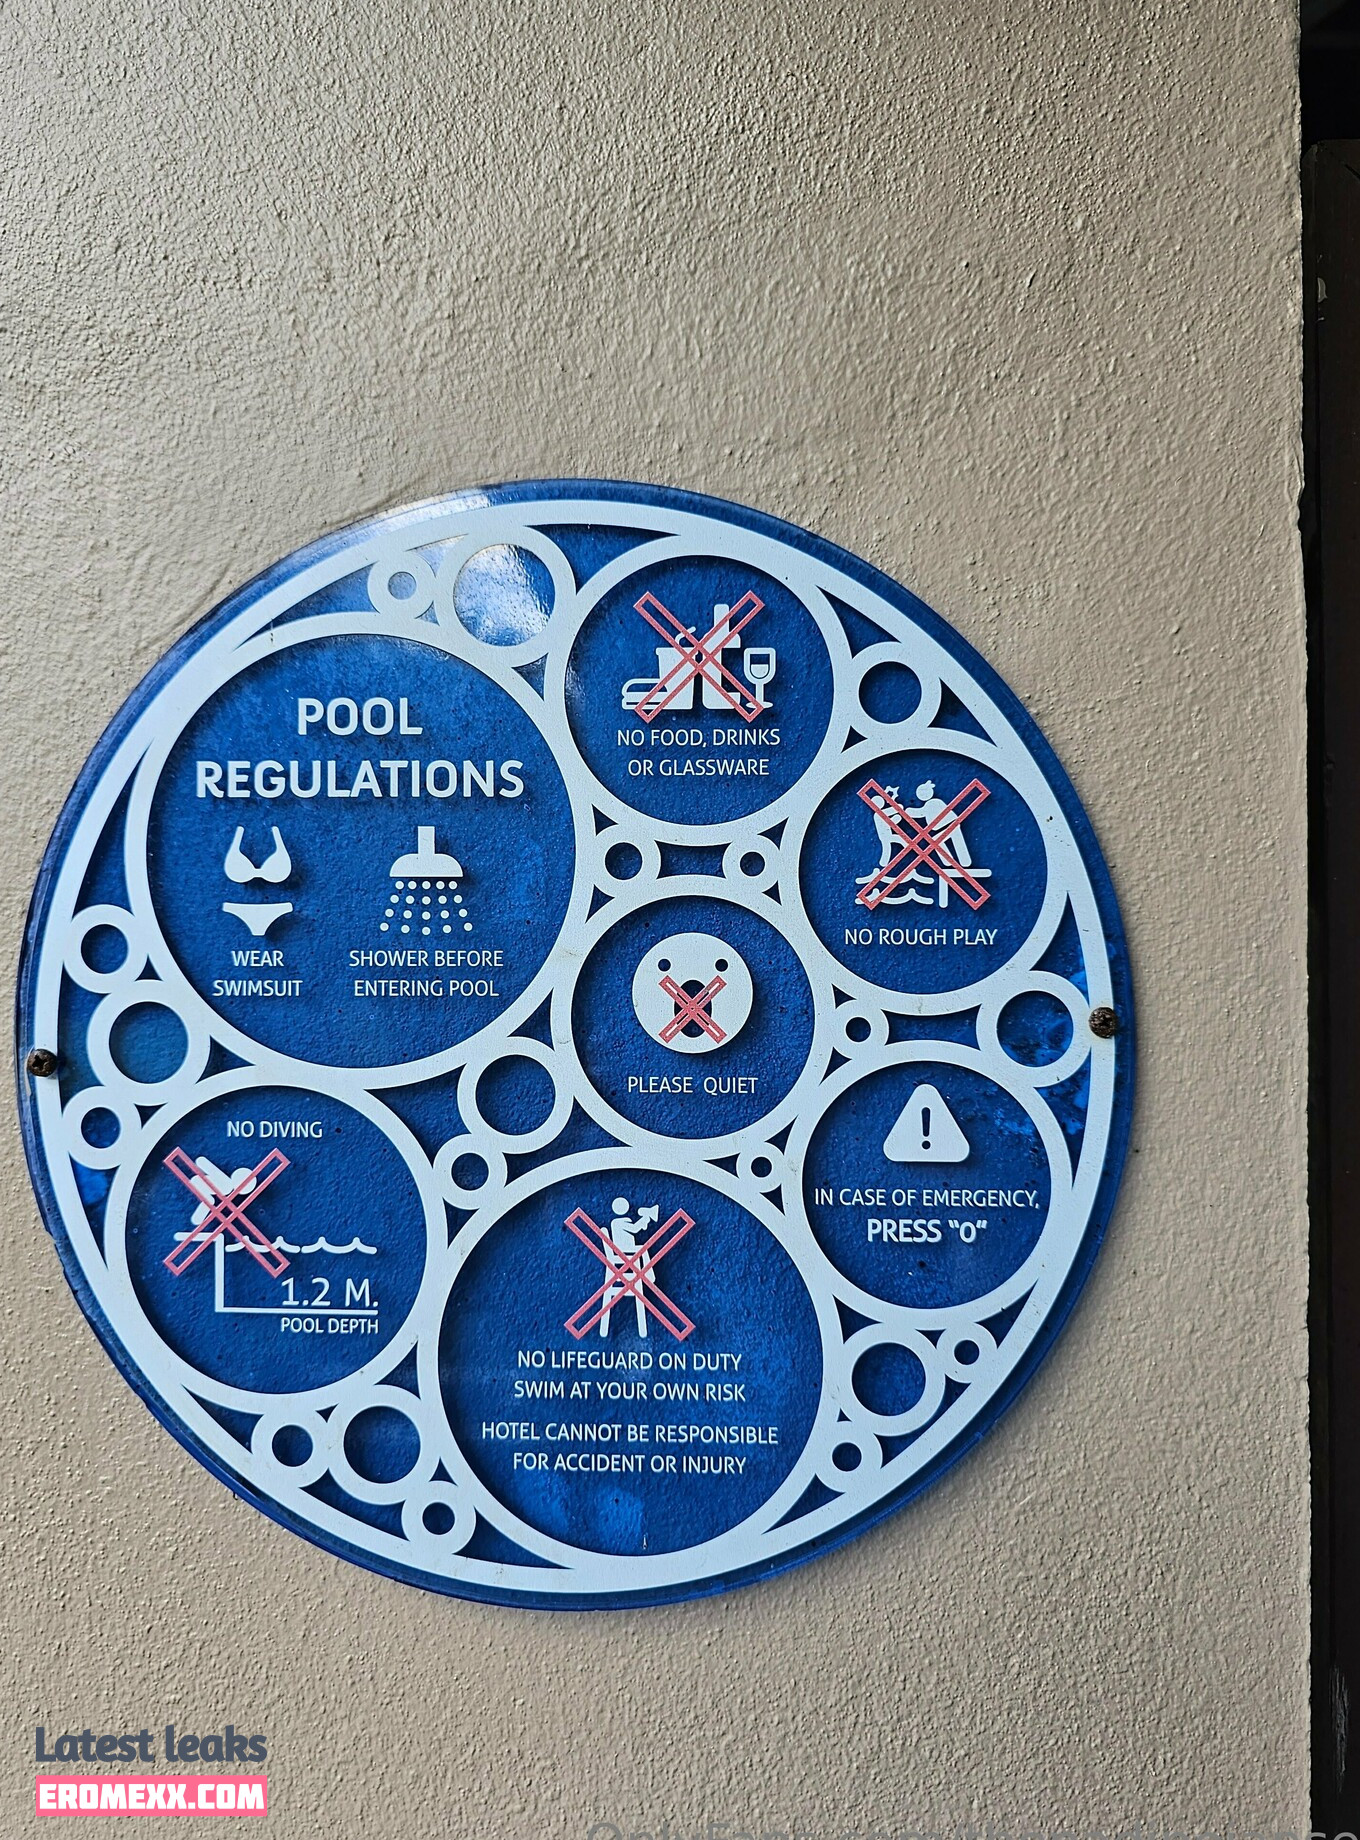 POOL
REGULATIONS
WEAR
SWIMSUIT
SHOWER BEFORE
ENTERING POOL
NO FOOD, DRINKS
OR GLASSWARE
NO ROUGH PLAY
PLEASE QUIET
NO DIVING
1.2 M.
POOL DEPTH
IN CASE OF EMERGENCY,
PRESS "0"
NO LIFEGUARD ON DUTY
SWIM AT YOUR OWN RISK
HOTEL CANNOT BE RESPONSIBLE
FOR ACCIDENT OR INJURY
Latest leaks
EROMEXX.COM